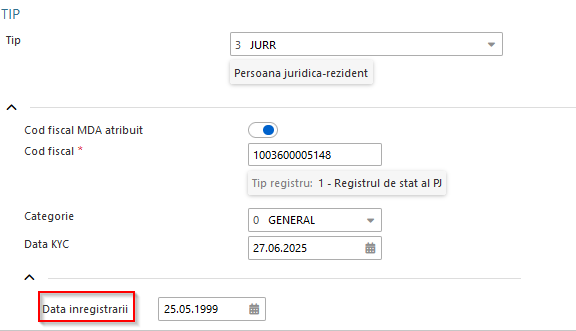 TIP
Tip 3 JURR
Persoana juridica-rezident
Cod fiscal MDA atribuit
Cod fiscal * 1003600005148
Tip registru: 1 - Registrul de stat al PJ
Categorie 0 GENERAL
Data KYC 27.06.2025
Data inregistrarii 25.05.1999